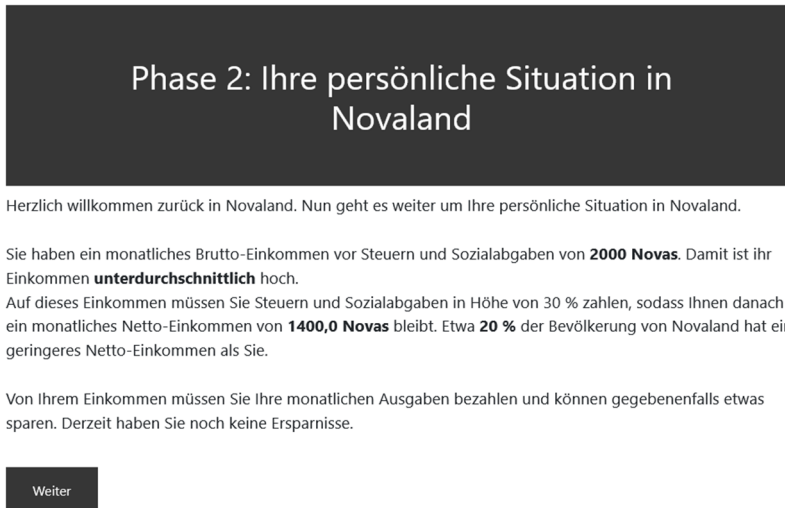 Phase 2: Ihre persönliche Situation in
Novaland
Herzlich willkommen zurück in Novaland. Nun geht es weiter um Ihre persönliche Situation in Novaland.
Sie haben ein monatliches Brutto-Einkommen vor Steuern und Sozialabgaben von 2000 Novas. Damit ist ihr
Einkommen unterdurchschnittlich hoch.
Auf dieses Einkommen müssen Sie Steuern und Sozialabgaben in Höhe von 30 % zahlen, sodass Ihnen danach
ein monatliches Netto-Einkommen von 1400,0 Novas bleibt. Etwa 20 % der Bevölkerung von Novaland hat
geringeres Netto-Einkommen als Sie.
Von Ihrem Einkommen müssen Sie Ihre monatlichen Ausgaben bezahlen und können gegebenenfalls etwas
sparen. Derzeit haben Sie noch keine Ersparnisse.
Weiter